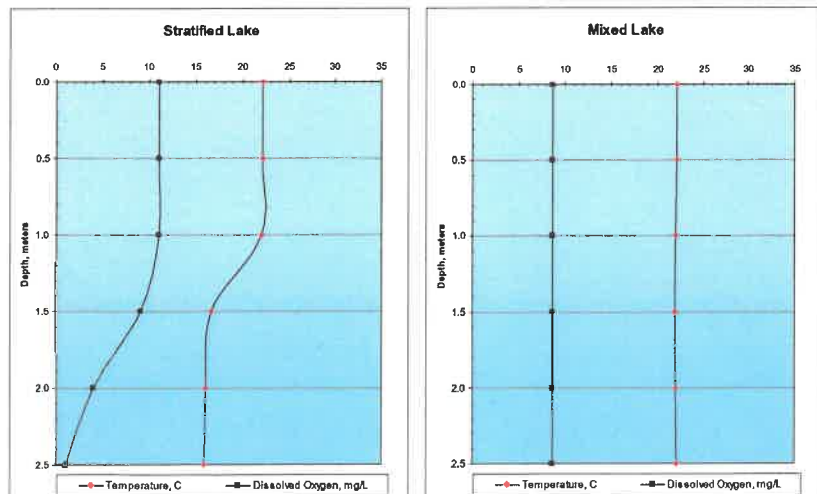 Stratified Lake
0 5 10 15 20 25 30 35
0.0
0.5
1.0
1.5
2.0
2.5
Depth, meters
Temperature, C Dissolved Oxygen, mg/L
Mixed Lake
0 5 10 15 20 25 30 35
0.0
0.5
1.0
1.5
2.0
2.5
Depth, meters
Temperature, C Dissolved Oxygen, mg/L